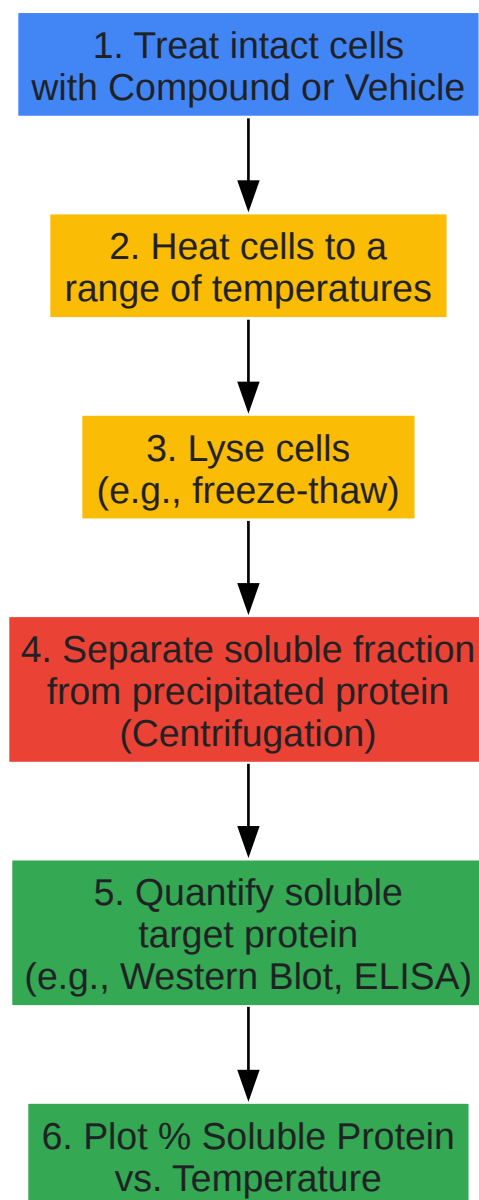 1. Treat intact cells
with Compound or Vehicle
2. Heat cells to a
range of temperatures
3. Lyse cells
(e.g., freeze-thaw)
4. Separate soluble fraction
from precipitated protein
(Centrifugation)
5. Quantify soluble
target protein
(e.g., Western Blot, ELISA)
6. Plot % Soluble Protein
vs. Temperature